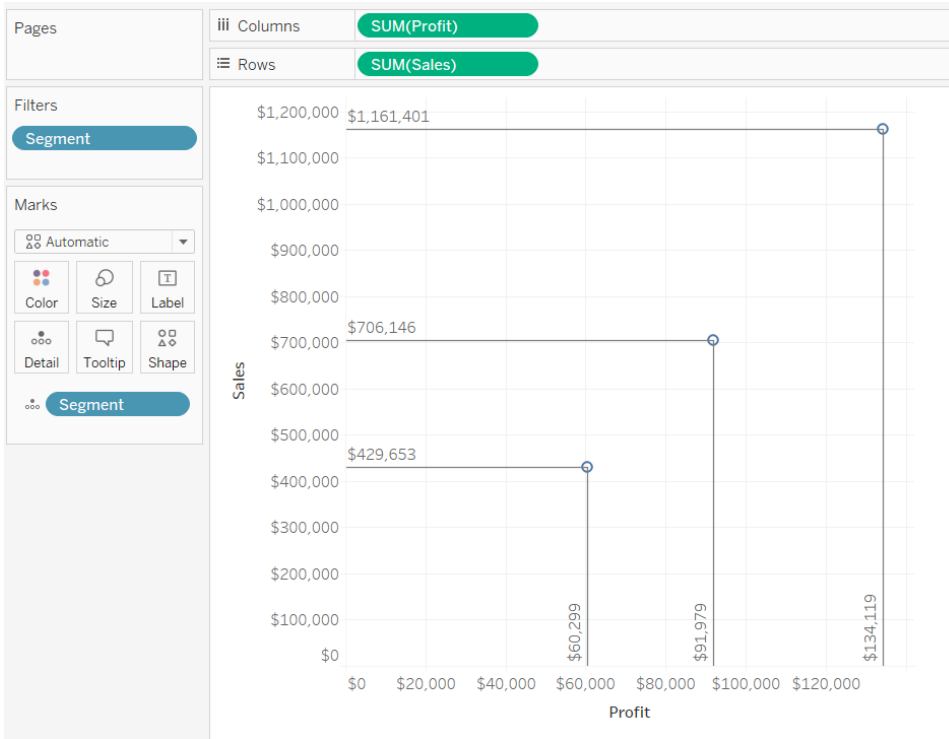 Pages
Columns
SUM(Profit)
Rows
SUM(Sales)
Filters
Segment
Marks
Automatic
Color
Size
Label
Detail
Tooltip
Shape
Segment
Sales
$1,200,000
$1,100,000
$1,000,000
$900,000
$800,000
$700,000
$600,000
$500,000
$400,000
$300,000
$200,000
$100,000
$0
$1,161,401
$706,146
$429,653
$60,299
$91,979
$134,119
$0
$20,000
$40,000
$60,000
$80,000
$100,000
$120,000
Profit